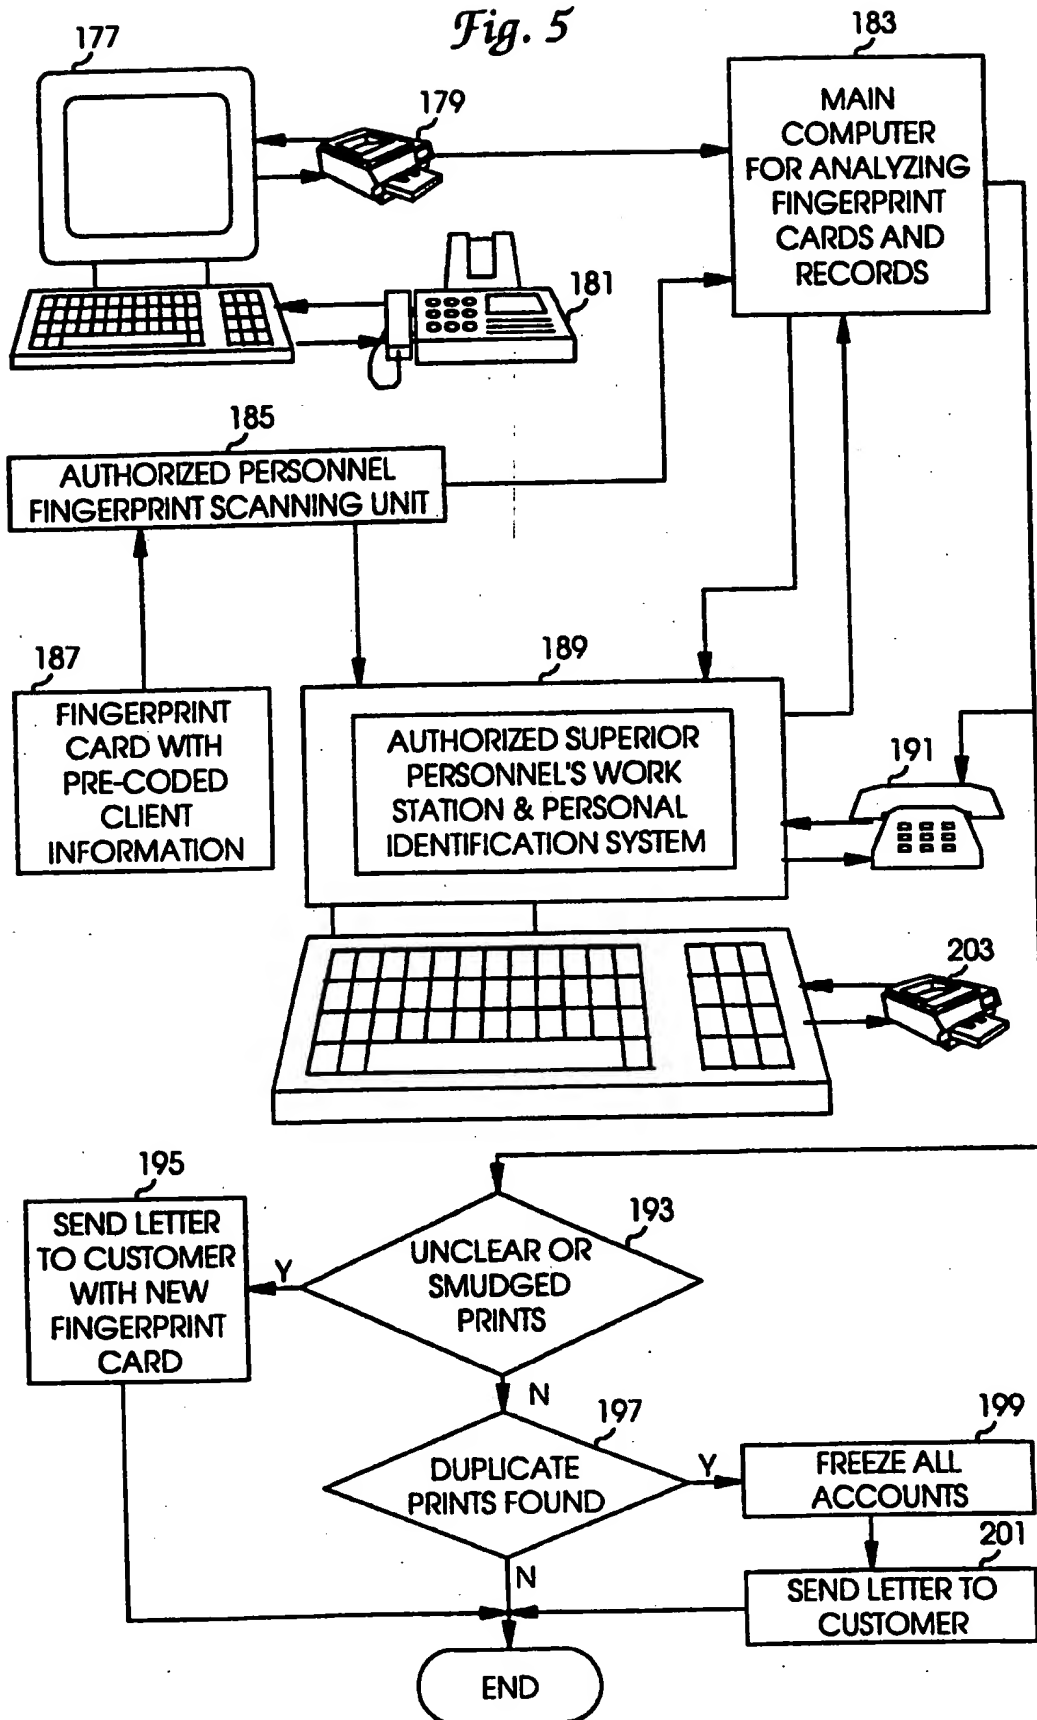 Fig. 5
177
179
183
MAIN
COMPUTER
FOR ANALYZING
FINGERPRINT
CARDS AND
RECORDS
181
185
AUTHORIZED PERSONNEL
FINGERPRINT SCANNING UNIT
187
FINGERPRINT
CARD WITH
PRE-CODED
CLIENT
INFORMATION
189
AUTHORIZED SUPERIOR
PERSONNEL'S WORK
STATION & PERSONAL
IDENTIFICATION SYSTEM
191
203
195
SEND LETTER
TO CUSTOMER
WITH NEW
FINGERPRINT
CARD
Y
193
UNCLEAR OR
SMUDGED
PRINTS
N
197
DUPLICATE
PRINTS FOUND
Y
199
FREEZE ALL
ACCOUNTS
201
SEND LETTER TO
CUSTOMER
N
END